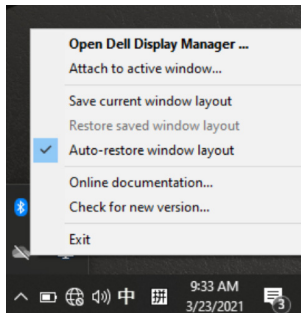 Open Dell Display Manager ...
Attach to active window...
Save current window layout
Restore saved window layout
Auto-restore window layout
Online documentation...
Check for new version...
Exit
中 拼 9:33 AM
3/23/2021
3